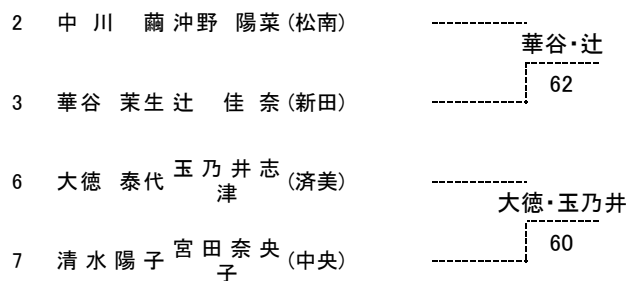 2 中川 繭 沖野 陽菜 (松南)
華谷・辻
62
3 華谷 茉生 辻 佳奈 (新田)
6 大徳 泰代 玉乃井志津 (済美)
大徳・玉乃井
60
7 清水陽子 宮田奈央子 (中央)